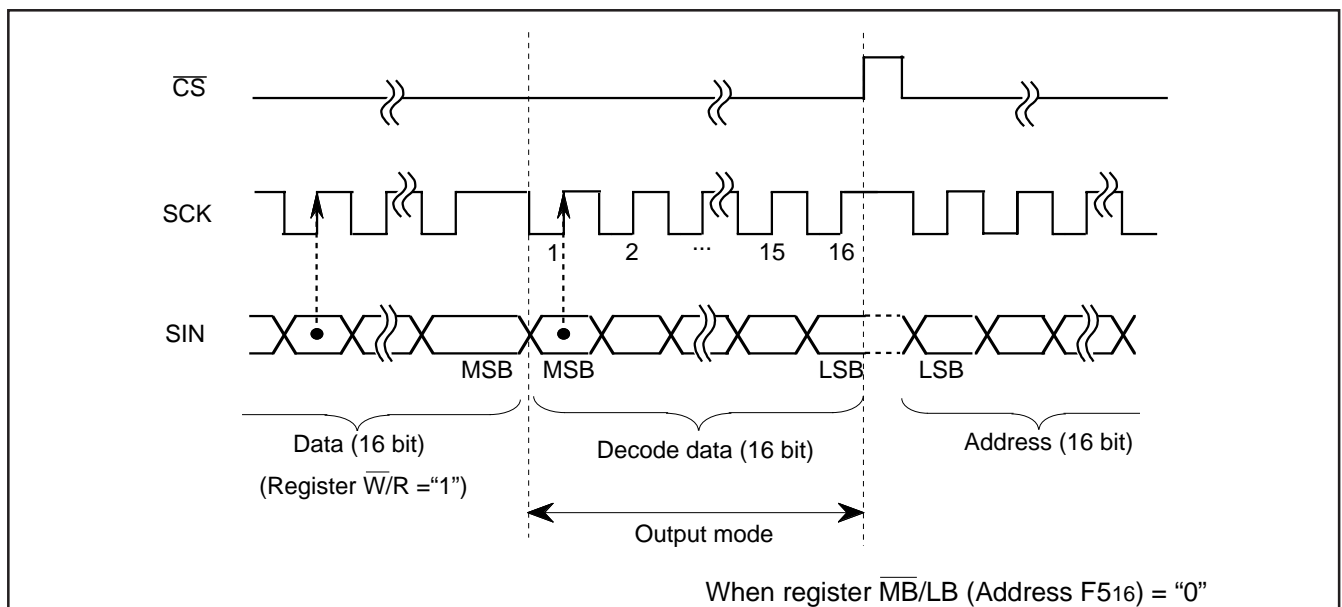 CS
SCK
1 2 ... 15 16
SIN
MSB MSB LSB LSB
Data (16 bit) Decode data (16 bit) Address (16 bit)
(Register W/R =“1”)
Output mode
When register MB/LB (Address F516) = “0”